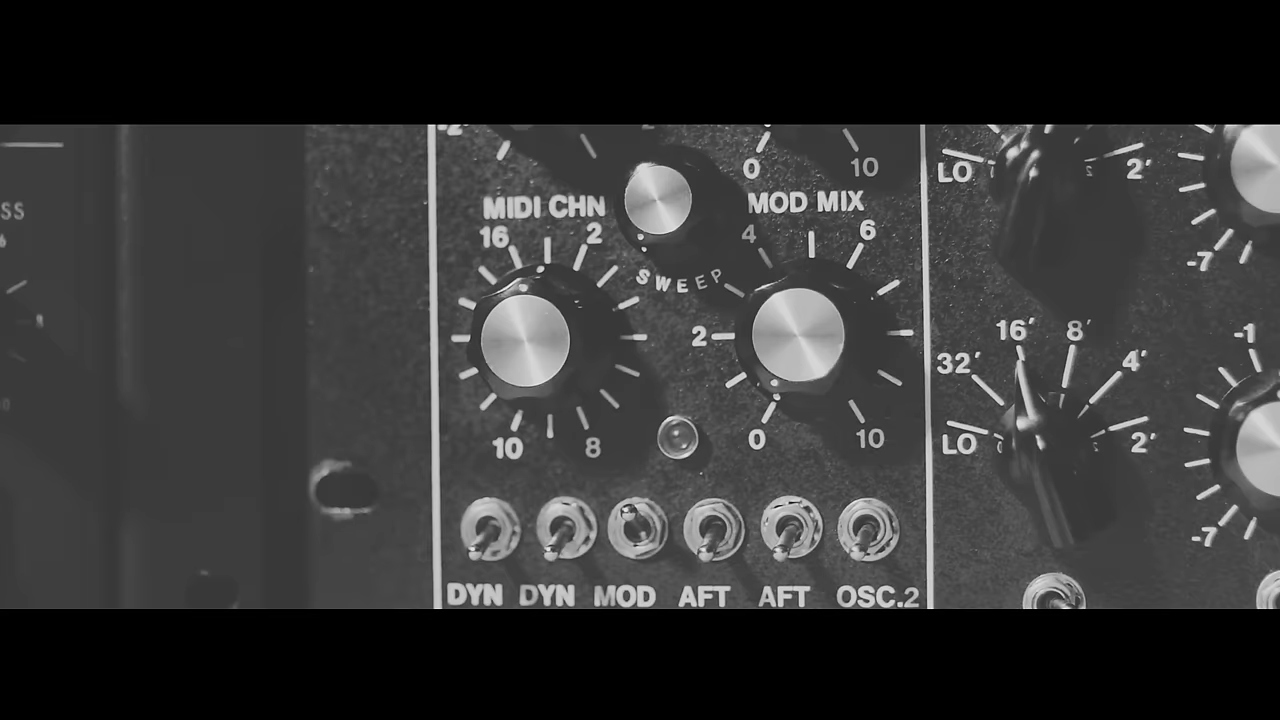 0 10
LO 2′
SS
MIDI CHN
MOD MIX
16 2
4 6
SWEEP
-7
2
16′ 8′
32′ 4′
-1
LO 2′
10 8
0 10
-7
DYN DYN MOD AFT AFT OSC.2